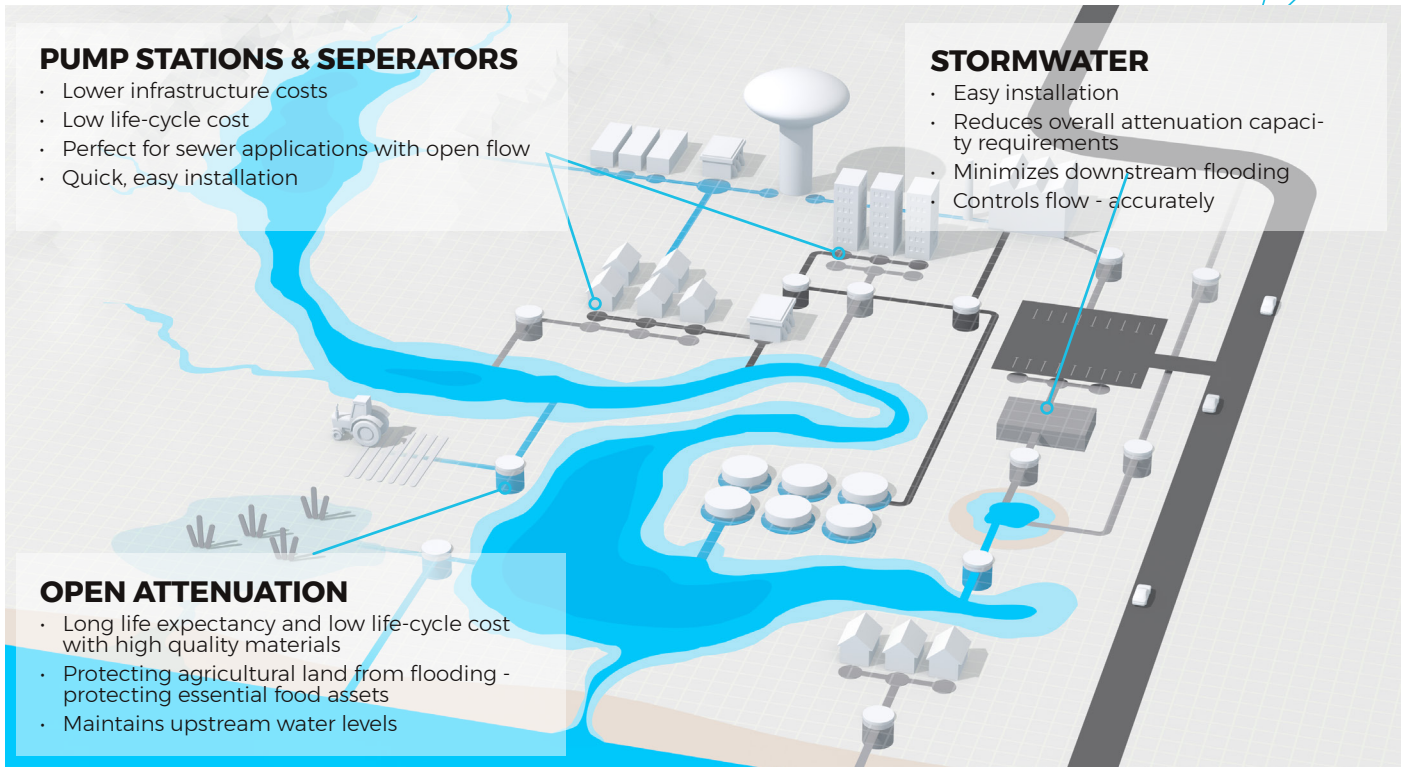 PUMP STATIONS & SEPERATORS
· Lower infrastructure costs
· Low life-cycle cost
· Perfect for sewer applications with open flow
· Quick, easy installation
STORMWATER
· Easy installation
· Reduces overall attenuation capaci-
ty requirements
· Minimizes downstream flooding
· Controls flow - accurately
OPEN ATTENUATION
· Long life expectancy and low life-cycle cost
with high quality materials
· Protecting agricultural land from flooding -
protecting essential food assets
· Maintains upstream water levels